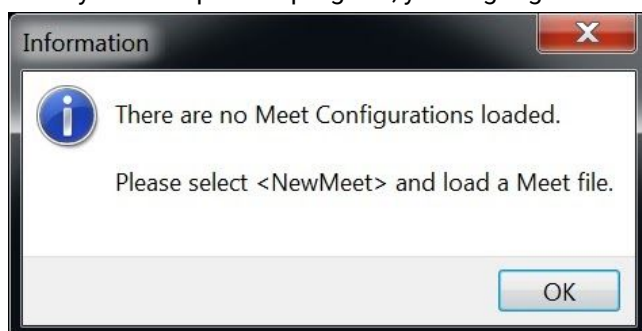 Information
There are no Meet Configurations loaded.
Please select <NewMeet> and load a Meet file.
OK